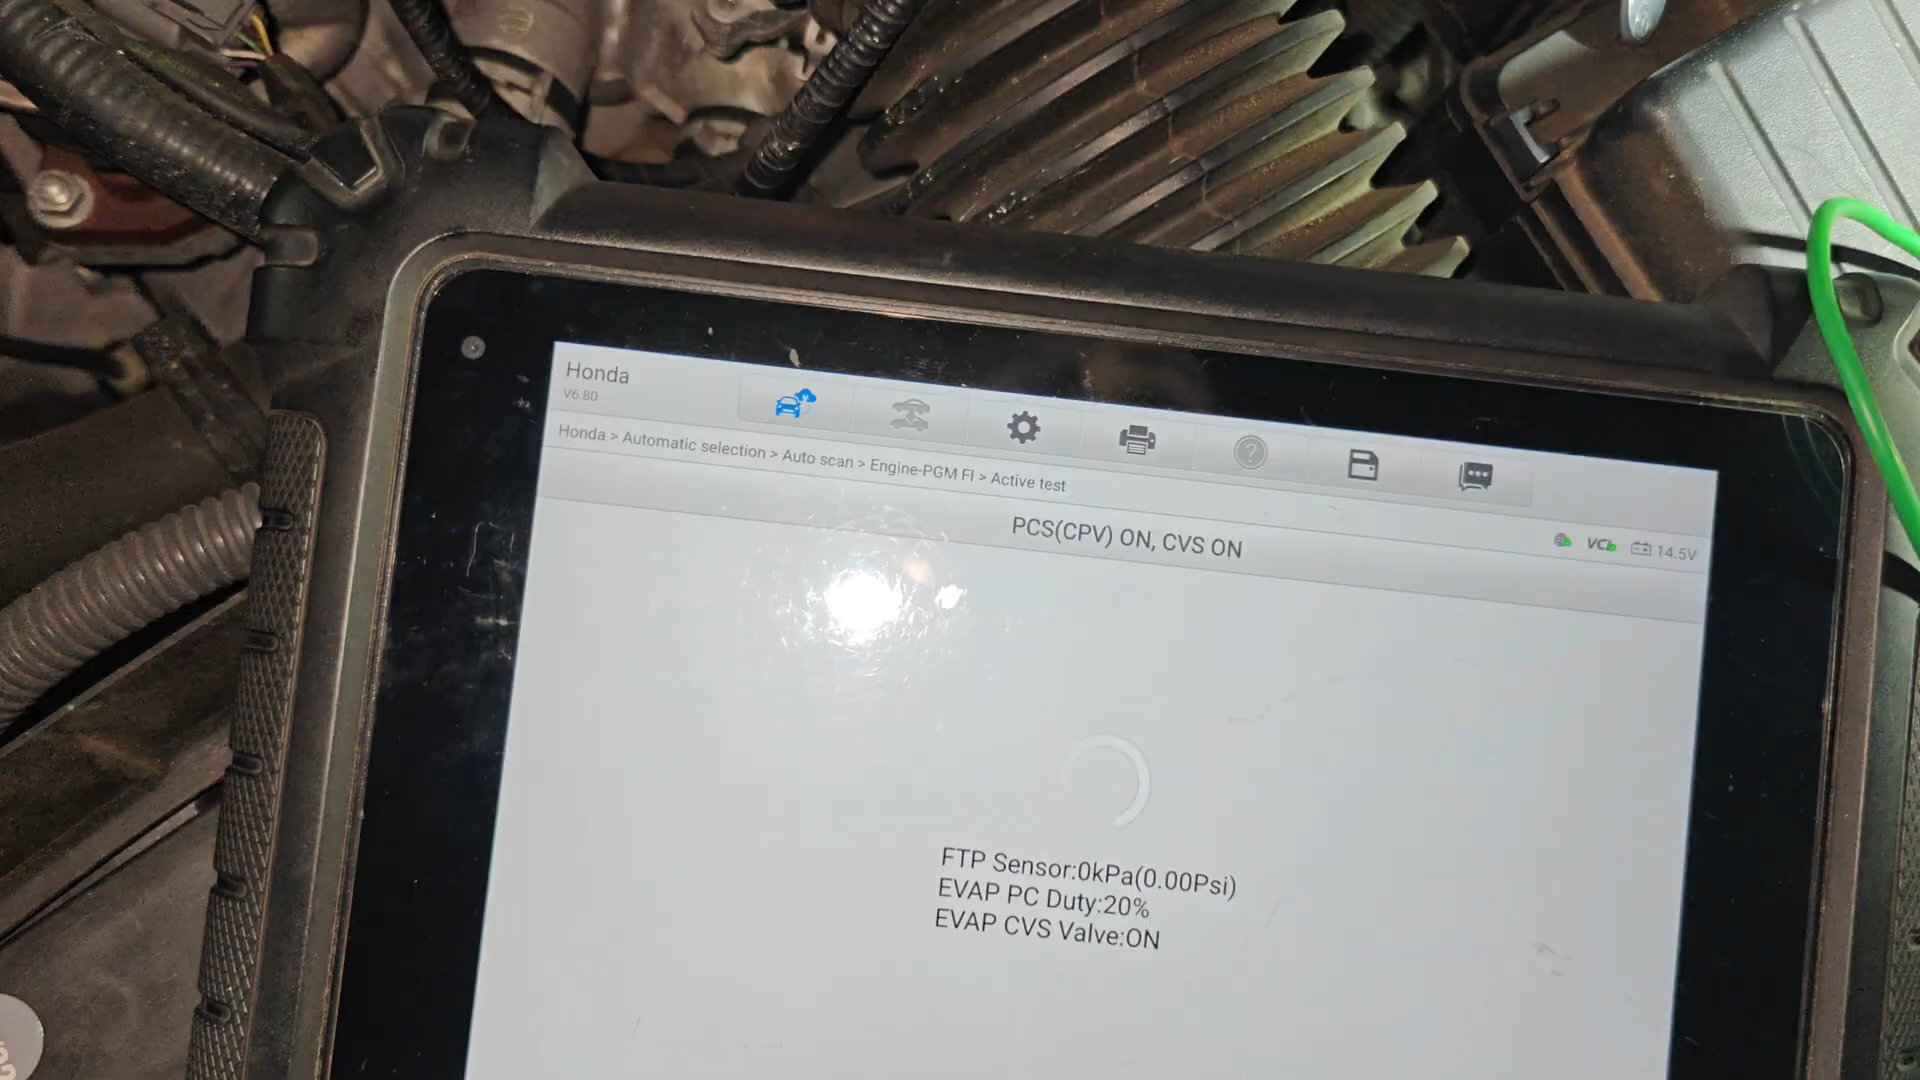 Honda
V6.80
Honda > Automatic selection > Auto scan > Engine-PGM FI > Active test
VCI 14.5V
PCS(CPV) ON, CVS ON
FTP Sensor:0kPa(0.00Psi)
EVAP PC Duty:20%
EVAP CVS Valve:ON